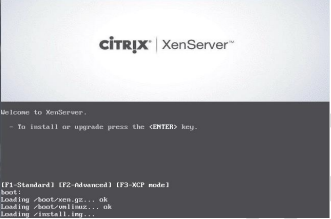 CITRIX® XenServer™
Welcome to XenServer.
- To install or upgrade press the <ENTER> key.
[F1-Standard] [F2-Advanced] [F3-XCP mode]
boot:
Loading /boot/xen.gz... ok
Loading /boot/vmlinuz... ok
Loading /install.img...